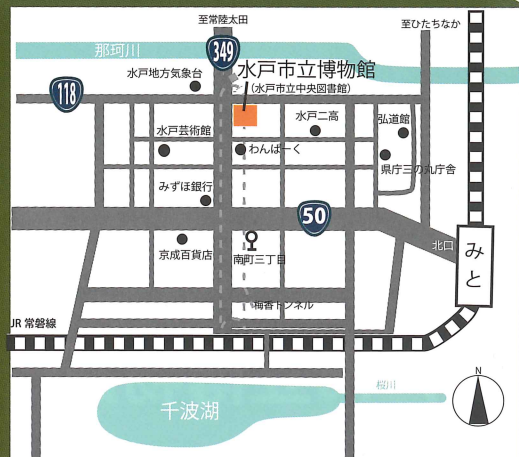 至常陸太田
至ひたちなか
那珂川
349
水戸市立博物館
(水戸市立中央図書館)
水戸地方気象台
118
水戸二高
弘道館
水戸芸術館
わんぱーく
県庁三の丸庁舎
みずほ銀行
50
北口
みと
京成百貨店
南町三丁目
梅香トンネル
JR 常磐線
N
桜川
千波湖